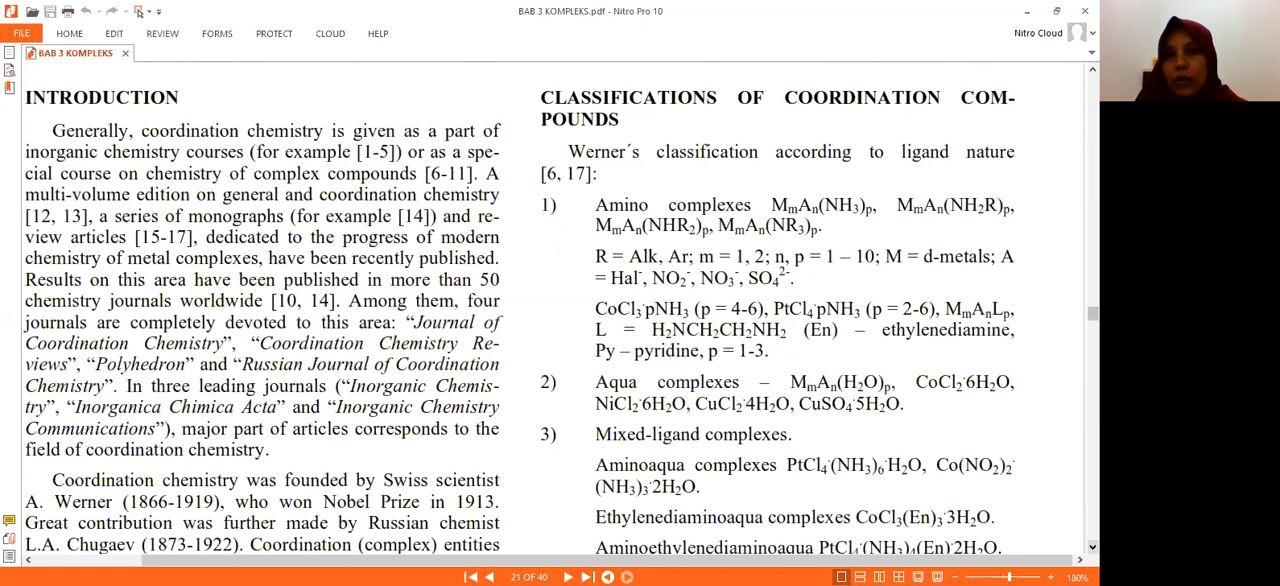 BAB 3 KOMPLEKS.pdf - Nitro Pro 10
FILE HOME EDIT REVIEW FORMS PROTECT CLOUD HELP
Nitro Cloud
BAB 3 KOMPLEKS
INTRODUCTION
Generally, coordination chemistry is given as a part of
inorganic chemistry courses (for example [1-5]) or as a spe-
cial course on chemistry of complex compounds [6-11]. A
multi-volume edition on general and coordination chemistry
[12, 13], a series of monographs (for example [14]) and re-
view articles [15-17], dedicated to the progress of modern
chemistry of metal complexes, have been recently published.
Results on this area have been published in more than 50
chemistry journals worldwide [10, 14]. Among them, four
journals are completely devoted to this area: “Journal of
Coordination Chemistry”, “Coordination Chemistry Re-
views”, “Polyhedron” and “Russian Journal of Coordination
Chemistry”. In three leading journals (“Inorganic Chemis-
try”, “Inorganica Chimica Acta” and “Inorganic Chemistry
Communications”), major part of articles corresponds to the
field of coordination chemistry.
Coordination chemistry was founded by Swiss scientist
A. Werner (1866-1919), who won Nobel Prize in 1913.
Great contribution was further made by Russian chemist
L.A. Chugaev (1873-1922). Coordination (complex) entities
CLASSIFICATIONS OF COORDINATION COM-
POUNDS
Werner´s classification according to ligand nature
[6, 17]:
1) Amino complexes MmAn(NH3)p, MmAn(NH2R)p,
MmAn(NHR2)p, MmAn(NR3)p.
R = Alk, Ar; m = 1, 2; n, p = 1 – 10; M = d-metals; A
= Hal-, NO2-, NO3-, SO42-.
CoCl3·pNH3 (p = 4-6), PtCl4·pNH3 (p = 2-6), MmAnLp,
L = H2NCH2CH2NH2 (En) – ethylenediamine,
Py – pyridine, p = 1-3.
2) Aqua complexes – MmAn(H2O)p, CoCl2·6H2O,
NiCl2·6H2O, CuCl2·4H2O, CuSO4·5H2O.
3) Mixed-ligand complexes.
Aminoaqua complexes PtCl4·(NH3)6·H2O, Co(NO2)2·
(NH3)3·2H2O.
Ethylenediaminoaqua complexes CoCl3(En)3·3H2O.
Aminoethylenediaminoaqua PtCl4(NH3)4(En)·2H2O.
21 OF 40
180%